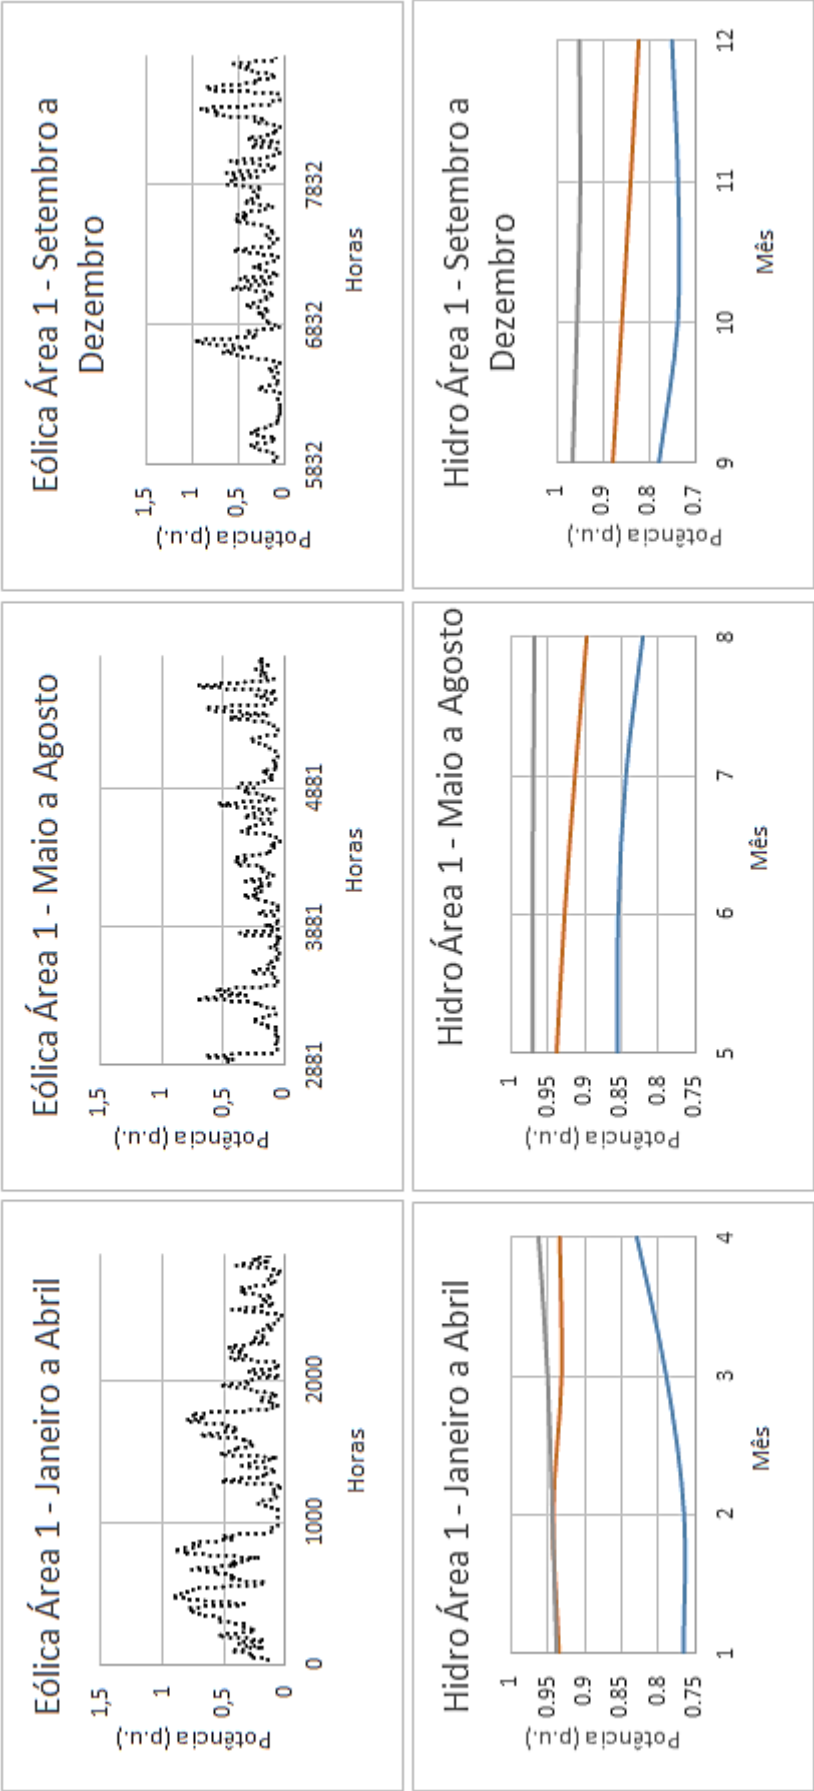 Eólica Área 1 - Janeiro a Abril
1,5
1
0,5
0
Potência (p.u.)
0
1000
2000
Horas
Eólica Área 1 - Maio a Agosto
1,5
1
0,5
0
Potência (p.u.)
2881
3881
4881
Horas
Eólica Área 1 - Setembro a
Dezembro
1,5
1
0,5
0
Potência (p.u.)
5832
6832
7832
Horas
Hidro Área 1 - Janeiro a Abril
1
0.95
0.9
0.85
0.8
0.75
Potência (p.u.)
1
2
3
4
Mês
Hidro Área 1 - Maio a Agosto
1
0.95
0.9
0.85
0.8
0.75
Potência (p.u.)
5
6
7
8
Mês
Hidro Área 1 - Setembro a
Dezembro
1
0.9
0.8
0.7
Potência (p.u.)
9
10
11
12
Mês